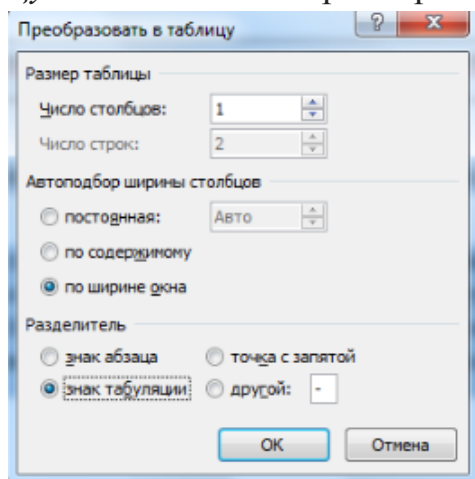 Преобразовать в таблицу
Размер таблицы
Число столбцов: 1
Число строк: 2
Автоподбор ширины столбцов
постоянная: Авто
по содержимому
по ширине окна
Разделитель
знак абзаца точка с запятой
знак табуляции другой: -
ОК Отмена